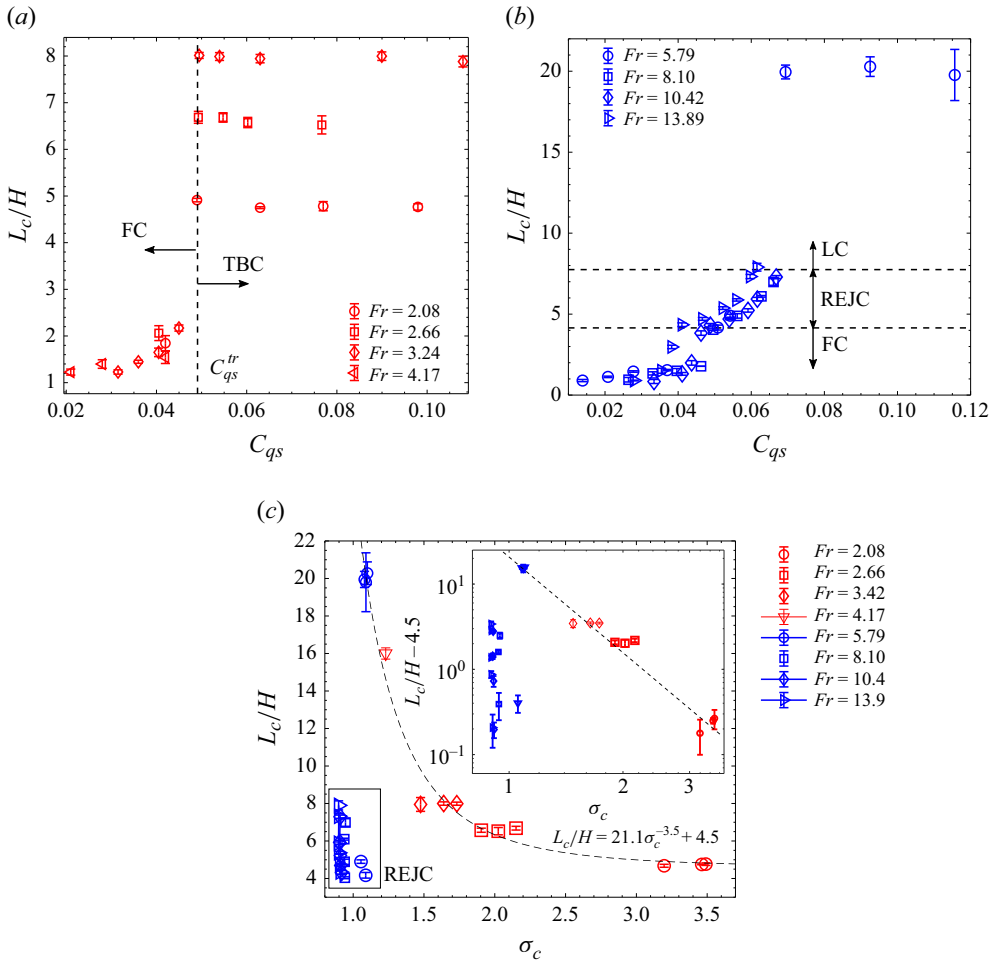 (a)
8
7
6
5
4
3
2
1
L_c/H
FC
TBC
C_{qs}^{tr}
Fr = 2.08
Fr = 2.66
Fr = 3.24
Fr = 4.17
0.02 0.04 0.06 0.08 0.10
C_{qs}
(b)
20
15
10
5
0
L_c/H
Fr = 5.79
Fr = 8.10
Fr = 10.42
Fr = 13.89
LC
REJC
FC
0.02 0.04 0.06 0.08 0.10 0.12
C_{qs}
(c)
22
20
18
16
14
12
10
8
6
4
L_c/H
REJC
1.0 1.5 2.0 2.5 3.0 3.5
σ_c
10^1
10^0
10^{-1}
L_c/H−4.5
1 2 3
σ_c
L_c/H = 21.1σ_c^{−3.5} + 4.5
Fr = 2.08
Fr = 2.66
Fr = 3.42
Fr = 4.17
Fr = 5.79
Fr = 8.10
Fr = 10.4
Fr = 13.9